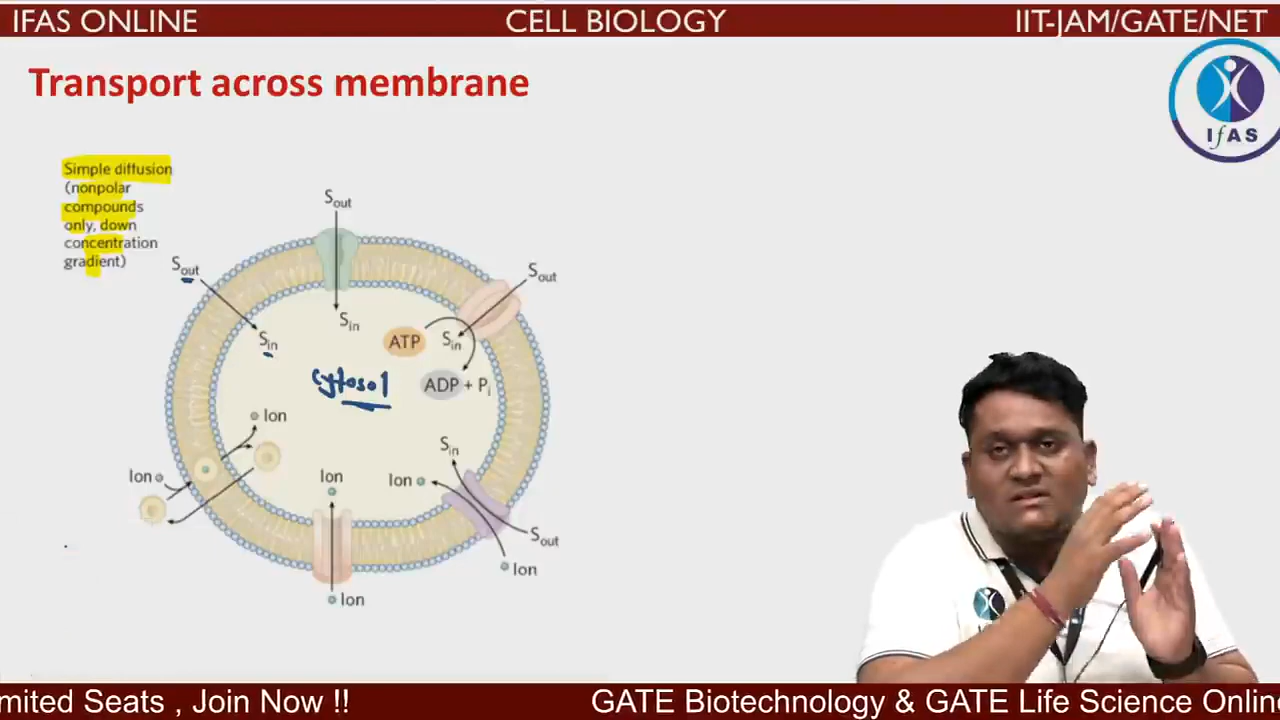 IFAS ONLINE
CELL BIOLOGY
IIT-JAM/GATE/NET
Transport across membrane
IfAS
Simple diffusion
(nonpolar
compounds
only, down
concentration
gradient)
Sout
Sout
Sout
Sin
Sin
ATP
Sin
cytosol
ADP + Pi
Ion
Sin
Ion
Ion
Ion
Sout
Ion
Ion
mited Seats , Join Now !!
GATE Biotechnology & GATE Life Science Onlin